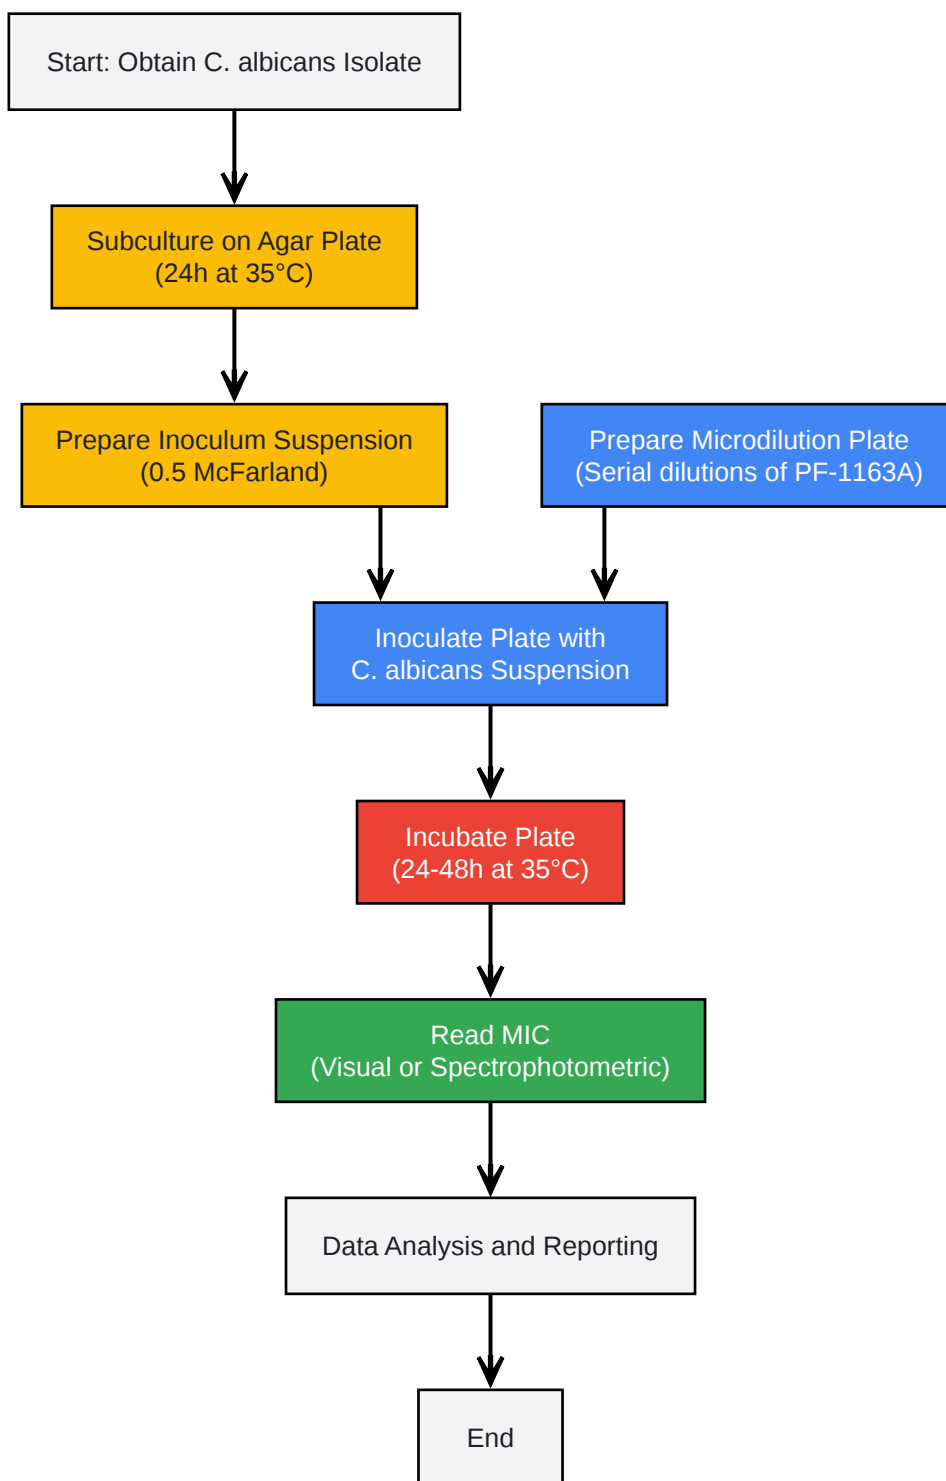 Start: Obtain C. albicans Isolate
Subculture on Agar Plate
(24h at 35°C)
Prepare Inoculum Suspension
(0.5 McFarland)
Prepare Microdilution Plate
(Serial dilutions of PF-1163A)
Inoculate Plate with
C. albicans Suspension
Incubate Plate
(24-48h at 35°C)
Read MIC
(Visual or Spectrophotometric)
Data Analysis and Reporting
End